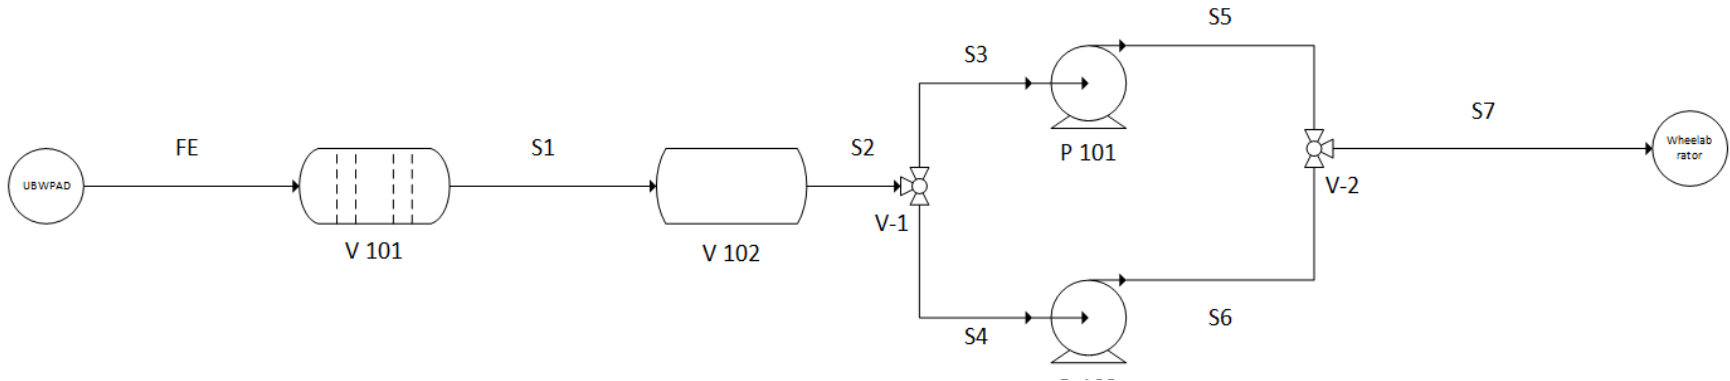 S5
S3
S7
FE
S1
S2
Wheelab
rator
P 101
UBWPAD
V-2
V-1
V 101
V 102
S6
S4